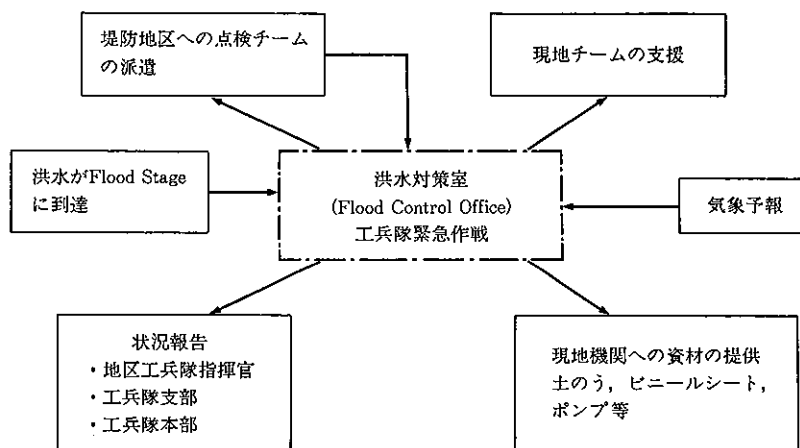 堤防地区への点検チーム
の派遣
現地チームの支援
洪水がFlood Stage
に到達
洪水対策室
(Flood Control Office)
工兵隊緊急作戦
気象予報
状況報告
・地区工兵隊指揮官
・工兵隊支部
・工兵隊本部
現地機関への資材の提供
土のう，ビニールシート，
ポンプ等